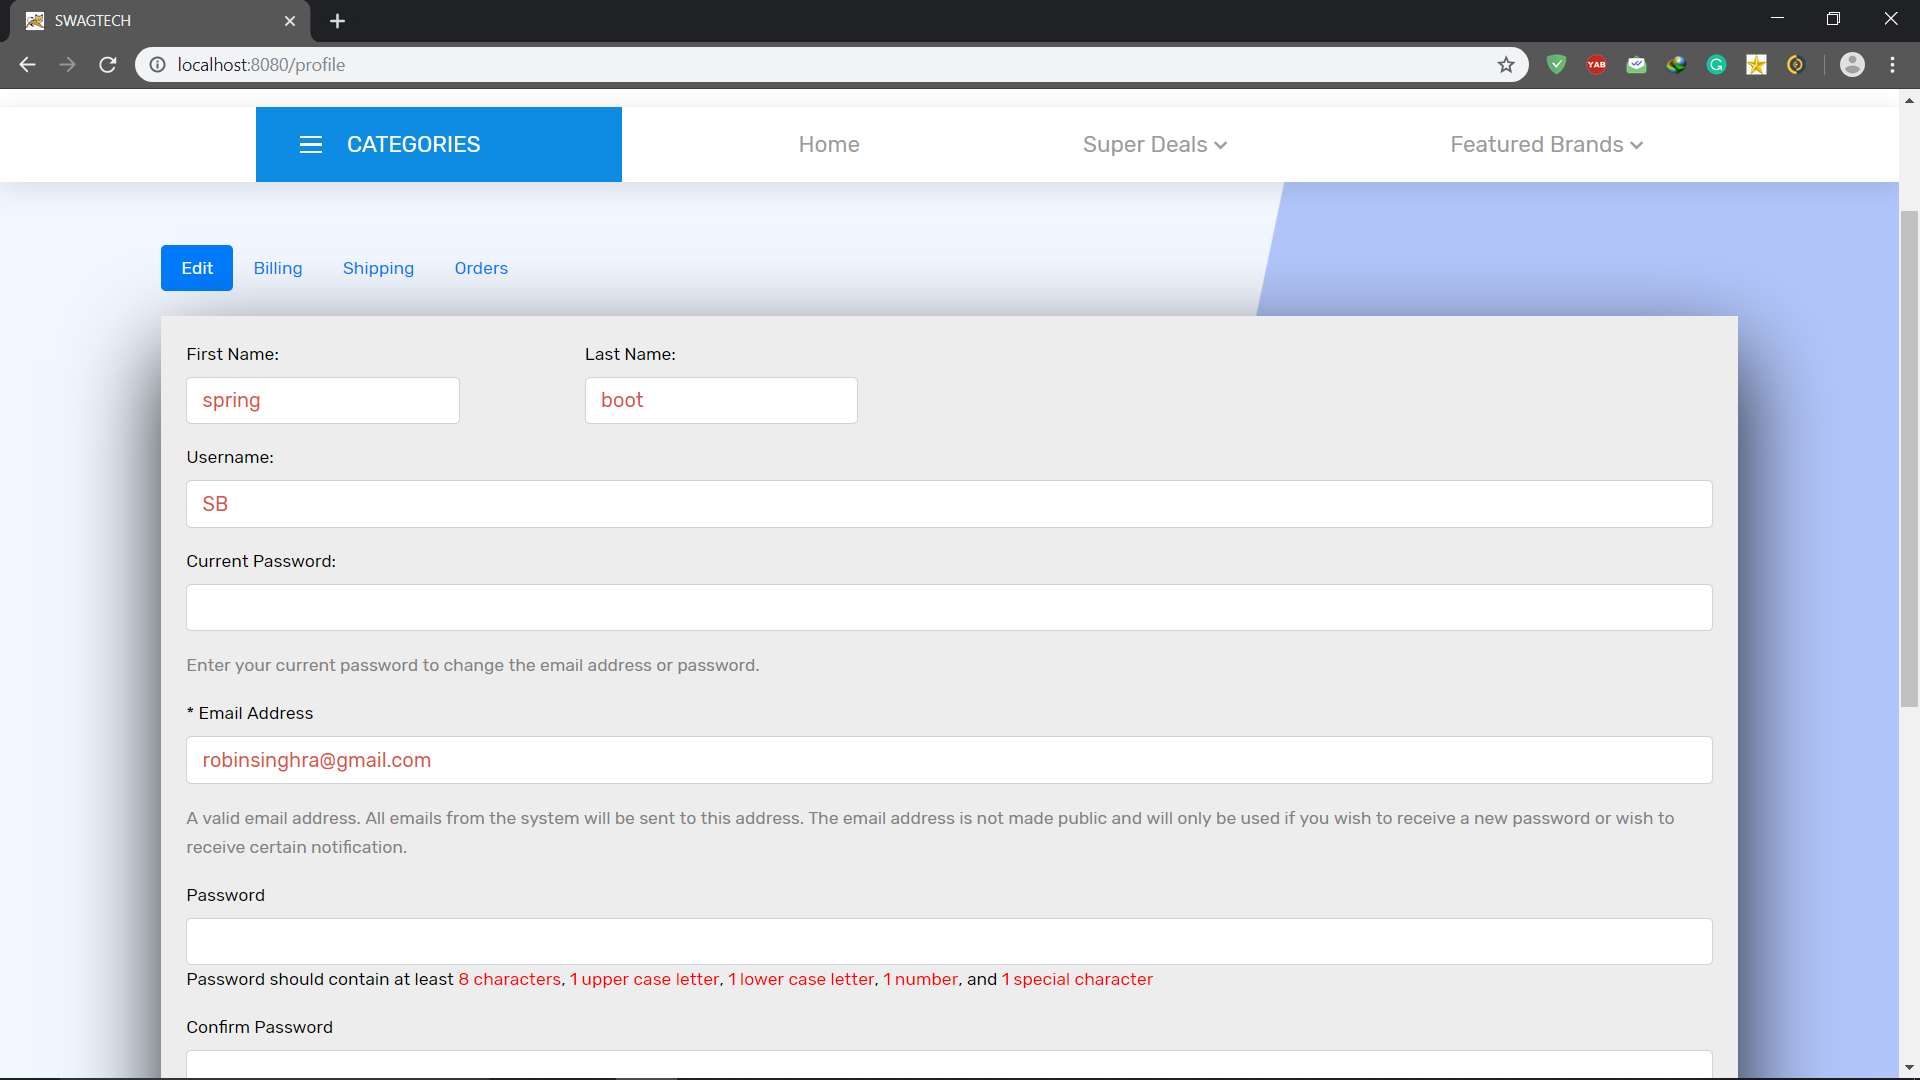 SWAGTECH
localhost:8080/profile
YAB
CATEGORIES
Home
Super Deals
Featured Brands
Edit
Billing
Shipping
Orders
First Name:
Last Name:
spring
boot
Username:
SB
Current Password:
Enter your current password to change the email address or password.
* Email Address
robinsinghra@gmail.com
A valid email address. All emails from the system will be sent to this address. The email address is not made public and will only be used if you wish to receive a new password or wish to
receive certain notification.
Password
Password should contain at least 8 characters, 1 upper case letter, 1 lower case letter, 1 number, and 1 special character
Confirm Password